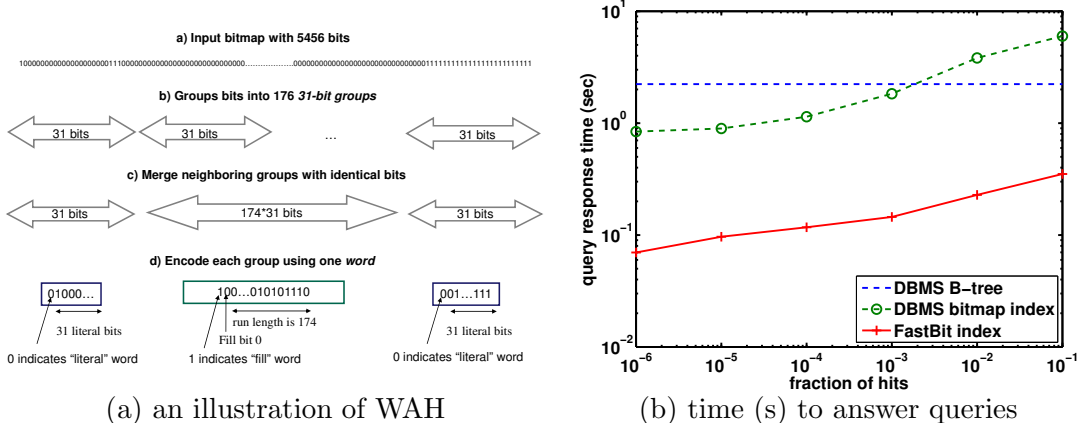 a) Input bitmap with 5456 bits
b) Groups bits into 176 31-bit groups
31 bits
31 bits
…
31 bits
c) Merge neighboring groups with identical bits
31 bits
174*31 bits
31 bits
d) Encode each group using one word
01000…
100…010101110
001…111
31 literal bits
run length is 174
31 literal bits
Fill bit 0
0 indicates “literal” word
1 indicates “fill” word
0 indicates “literal” word
(a) an illustration of WAH
query response time (sec)
10^1
10^0
10^−1
10^−2
DBMS B−tree
DBMS bitmap index
FastBit index
10^−6
10^−5
10^−4
10^−3
10^−2
10^−1
fraction of hits
(b) time (s) to answer queries